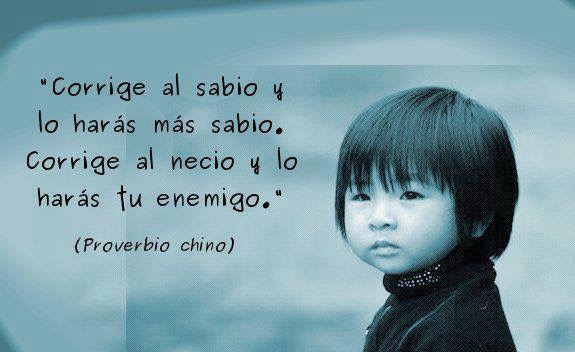 "Corrige al sabio y
lo harás más sabio.
Corrige al necio y lo
harás tu enemigo."
(Proverbio chino)